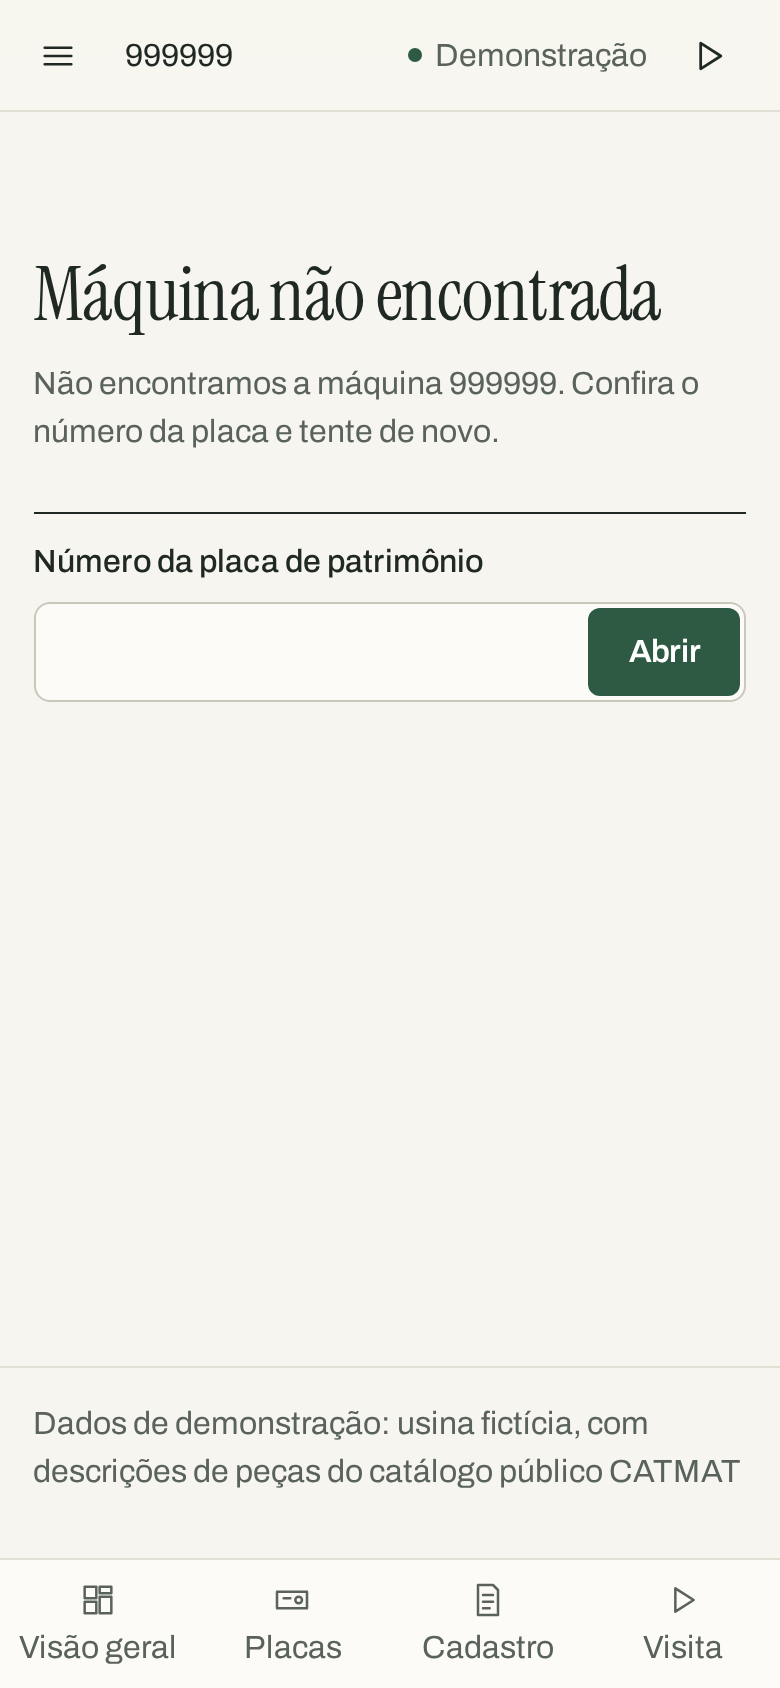 999999
Demonstração
Máquina não encontrada
Não encontramos a máquina 999999. Confira o
número da placa e tente de novo.
Número da placa de patrimônio
Abrir
Dados de demonstração: usina fictícia, com
descrições de peças do catálogo público CATMAT
Visão geral
Placas
Cadastro
Visita